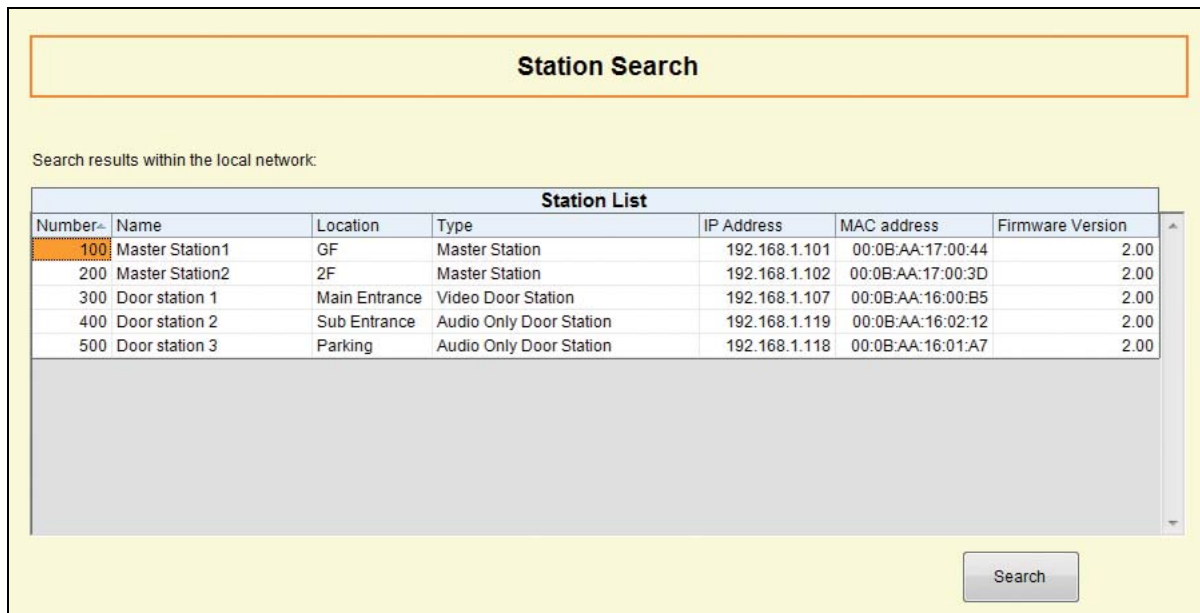 Station Search
Search results within the local network:
Station List
Number Name Location Type IP Address MAC address Firmware Version
100 Master Station1 GF Master Station 192.168.1.101 00:0B:AA:17:00:44 2.00
200 Master Station2 2F Master Station 192.168.1.102 00:0B:AA:17:00:3D 2.00
300 Door station 1 Main Entrance Video Door Station 192.168.1.107 00:0B:AA:16:00:B5 2.00
400 Door station 2 Sub Entrance Audio Only Door Station 192.168.1.119 00:0B:AA:16:02:12 2.00
500 Door station 3 Parking Audio Only Door Station 192.168.1.118 00:0B:AA:16:01:A7 2.00
Search